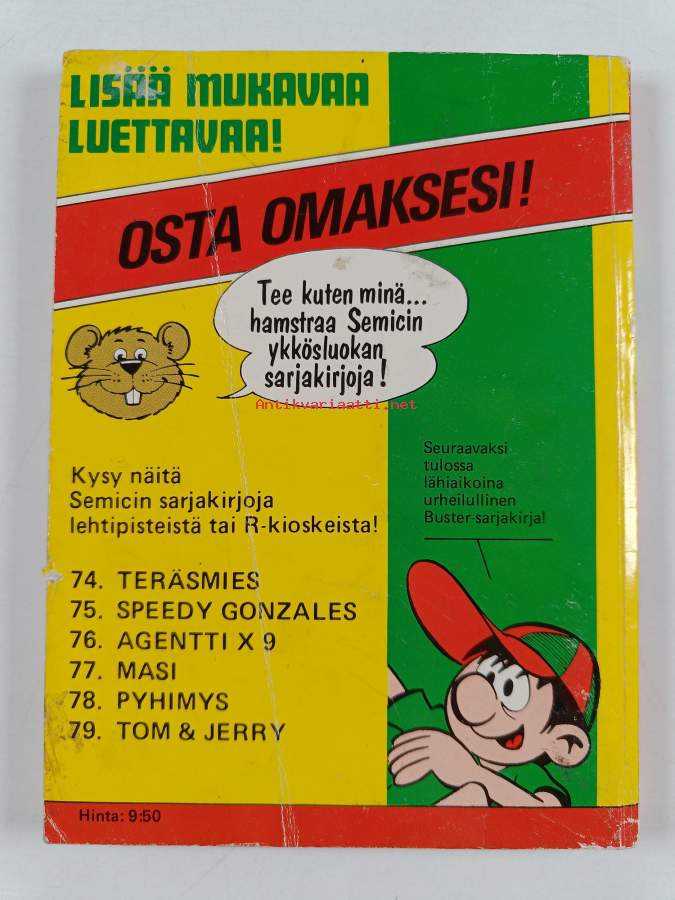 LISÄÄ MUKAVAA
LUETTAVAA!
OSTA OMAKSESI!
Tee kuten minä...
hamstraa Semicin
ykkösluokan
sarjakirjoja!
Antikvariaatti.net
Kysy näitä
Semicin sarjakirjoja
lehtipisteistä tai R-kioskeista!
Seuraavaksi
tulossa
lähiaikoina
urheilullinen
Buster-sarjakirja!
74. TERÄSMIES
75. SPEEDY GONZALES
76. AGENTTI X 9
77. MASI
78. PYHIMYS
79. TOM & JERRY
Hinta: 9:50